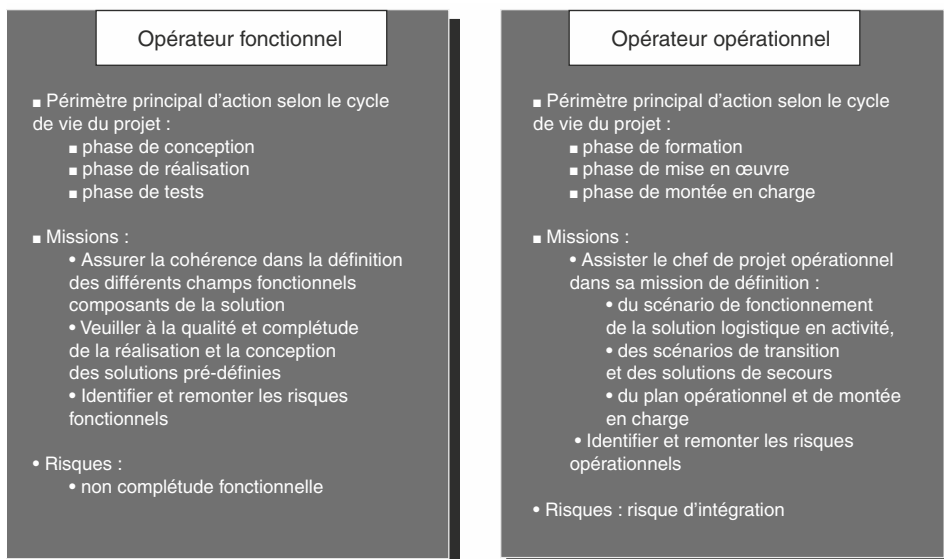 Opérateur fonctionnel
■ Périmètre principal d'action selon le cycle
de vie du projet :
■ phase de conception
■ phase de réalisation
■ phase de tests
■ Missions :
• Assurer la cohérence dans la définition
des différents champs fonctionnels
composants de la solution
• Veuiller à la qualité et complétude
de la réalisation et la conception
des solutions pré-définies
• Identifier et remonter les risques
fonctionnels
• Risques :
• non complétude fonctionnelle
Opérateur opérationnel
■ Périmètre principal d'action selon le cycle
de vie du projet :
■ phase de formation
■ phase de mise en œuvre
■ phase de montée en charge
■ Missions :
• Assister le chef de projet opérationnel
dans sa mission de définition :
• du scénario de fonctionnement
de la solution logistique en activité,
• des scénarios de transition
et des solutions de secours
• du plan opérationnel et de montée
en charge
• Identifier et remonter les risques
opérationnels
• Risques : risque d'intégration